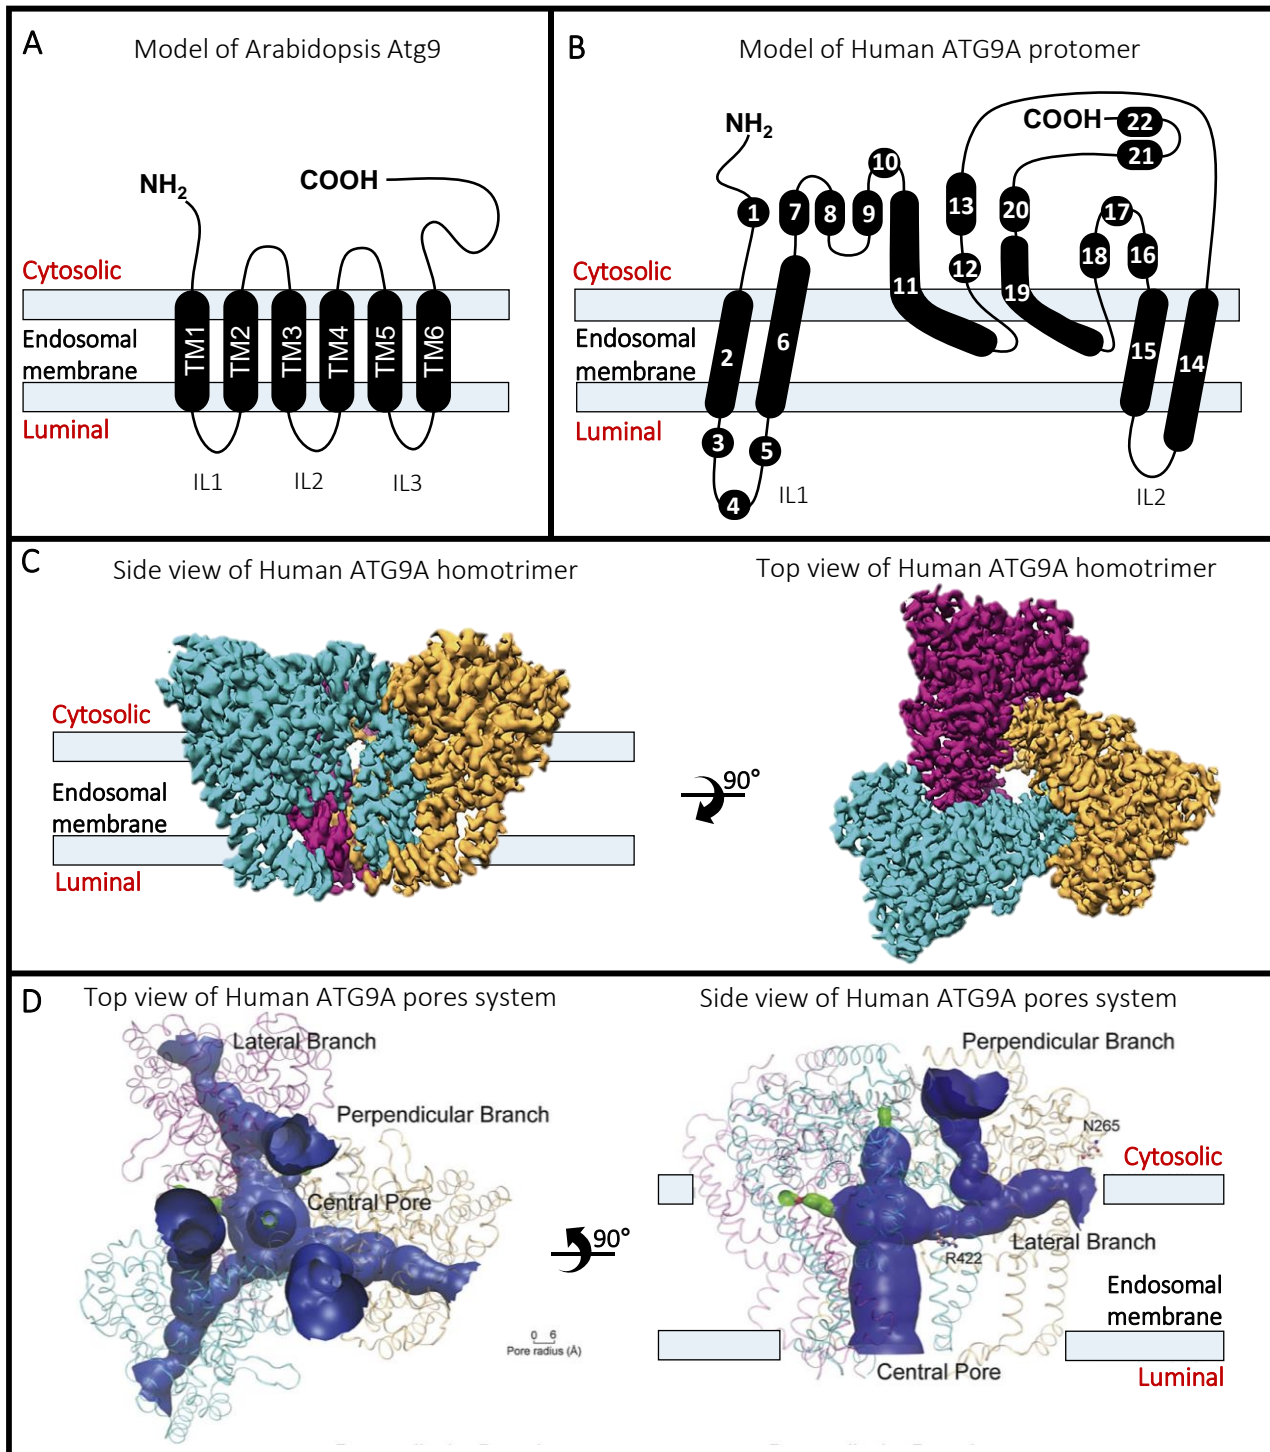 A
Model of Arabidopsis Atg9
NH2
COOH
Cytosolic
Endosomal
membrane
Luminal
TM1
TM2
TM3
TM4
TM5
TM6
IL1
IL2
IL3
B
Model of Human ATG9A protomer
NH2
COOH
22
21
10
1
7
8
9
13
20
17
18
16
12
Cytosolic
Endosomal
membrane
Luminal
2
6
11
19
15
14
3
5
4
IL1
IL2
C
Side view of Human ATG9A homotrimer
Top view of Human ATG9A homotrimer
Cytosolic
Endosomal
membrane
Luminal
90°
D
Top view of Human ATG9A pores system
Lateral Branch
Perpendicular Branch
Central Pore
0 6
Pore radius (Å)
90°
Side view of Human ATG9A pores system
Perpendicular Branch
N265
Cytosolic
Lateral Branch
R422
Endosomal
membrane
Central Pore
Luminal